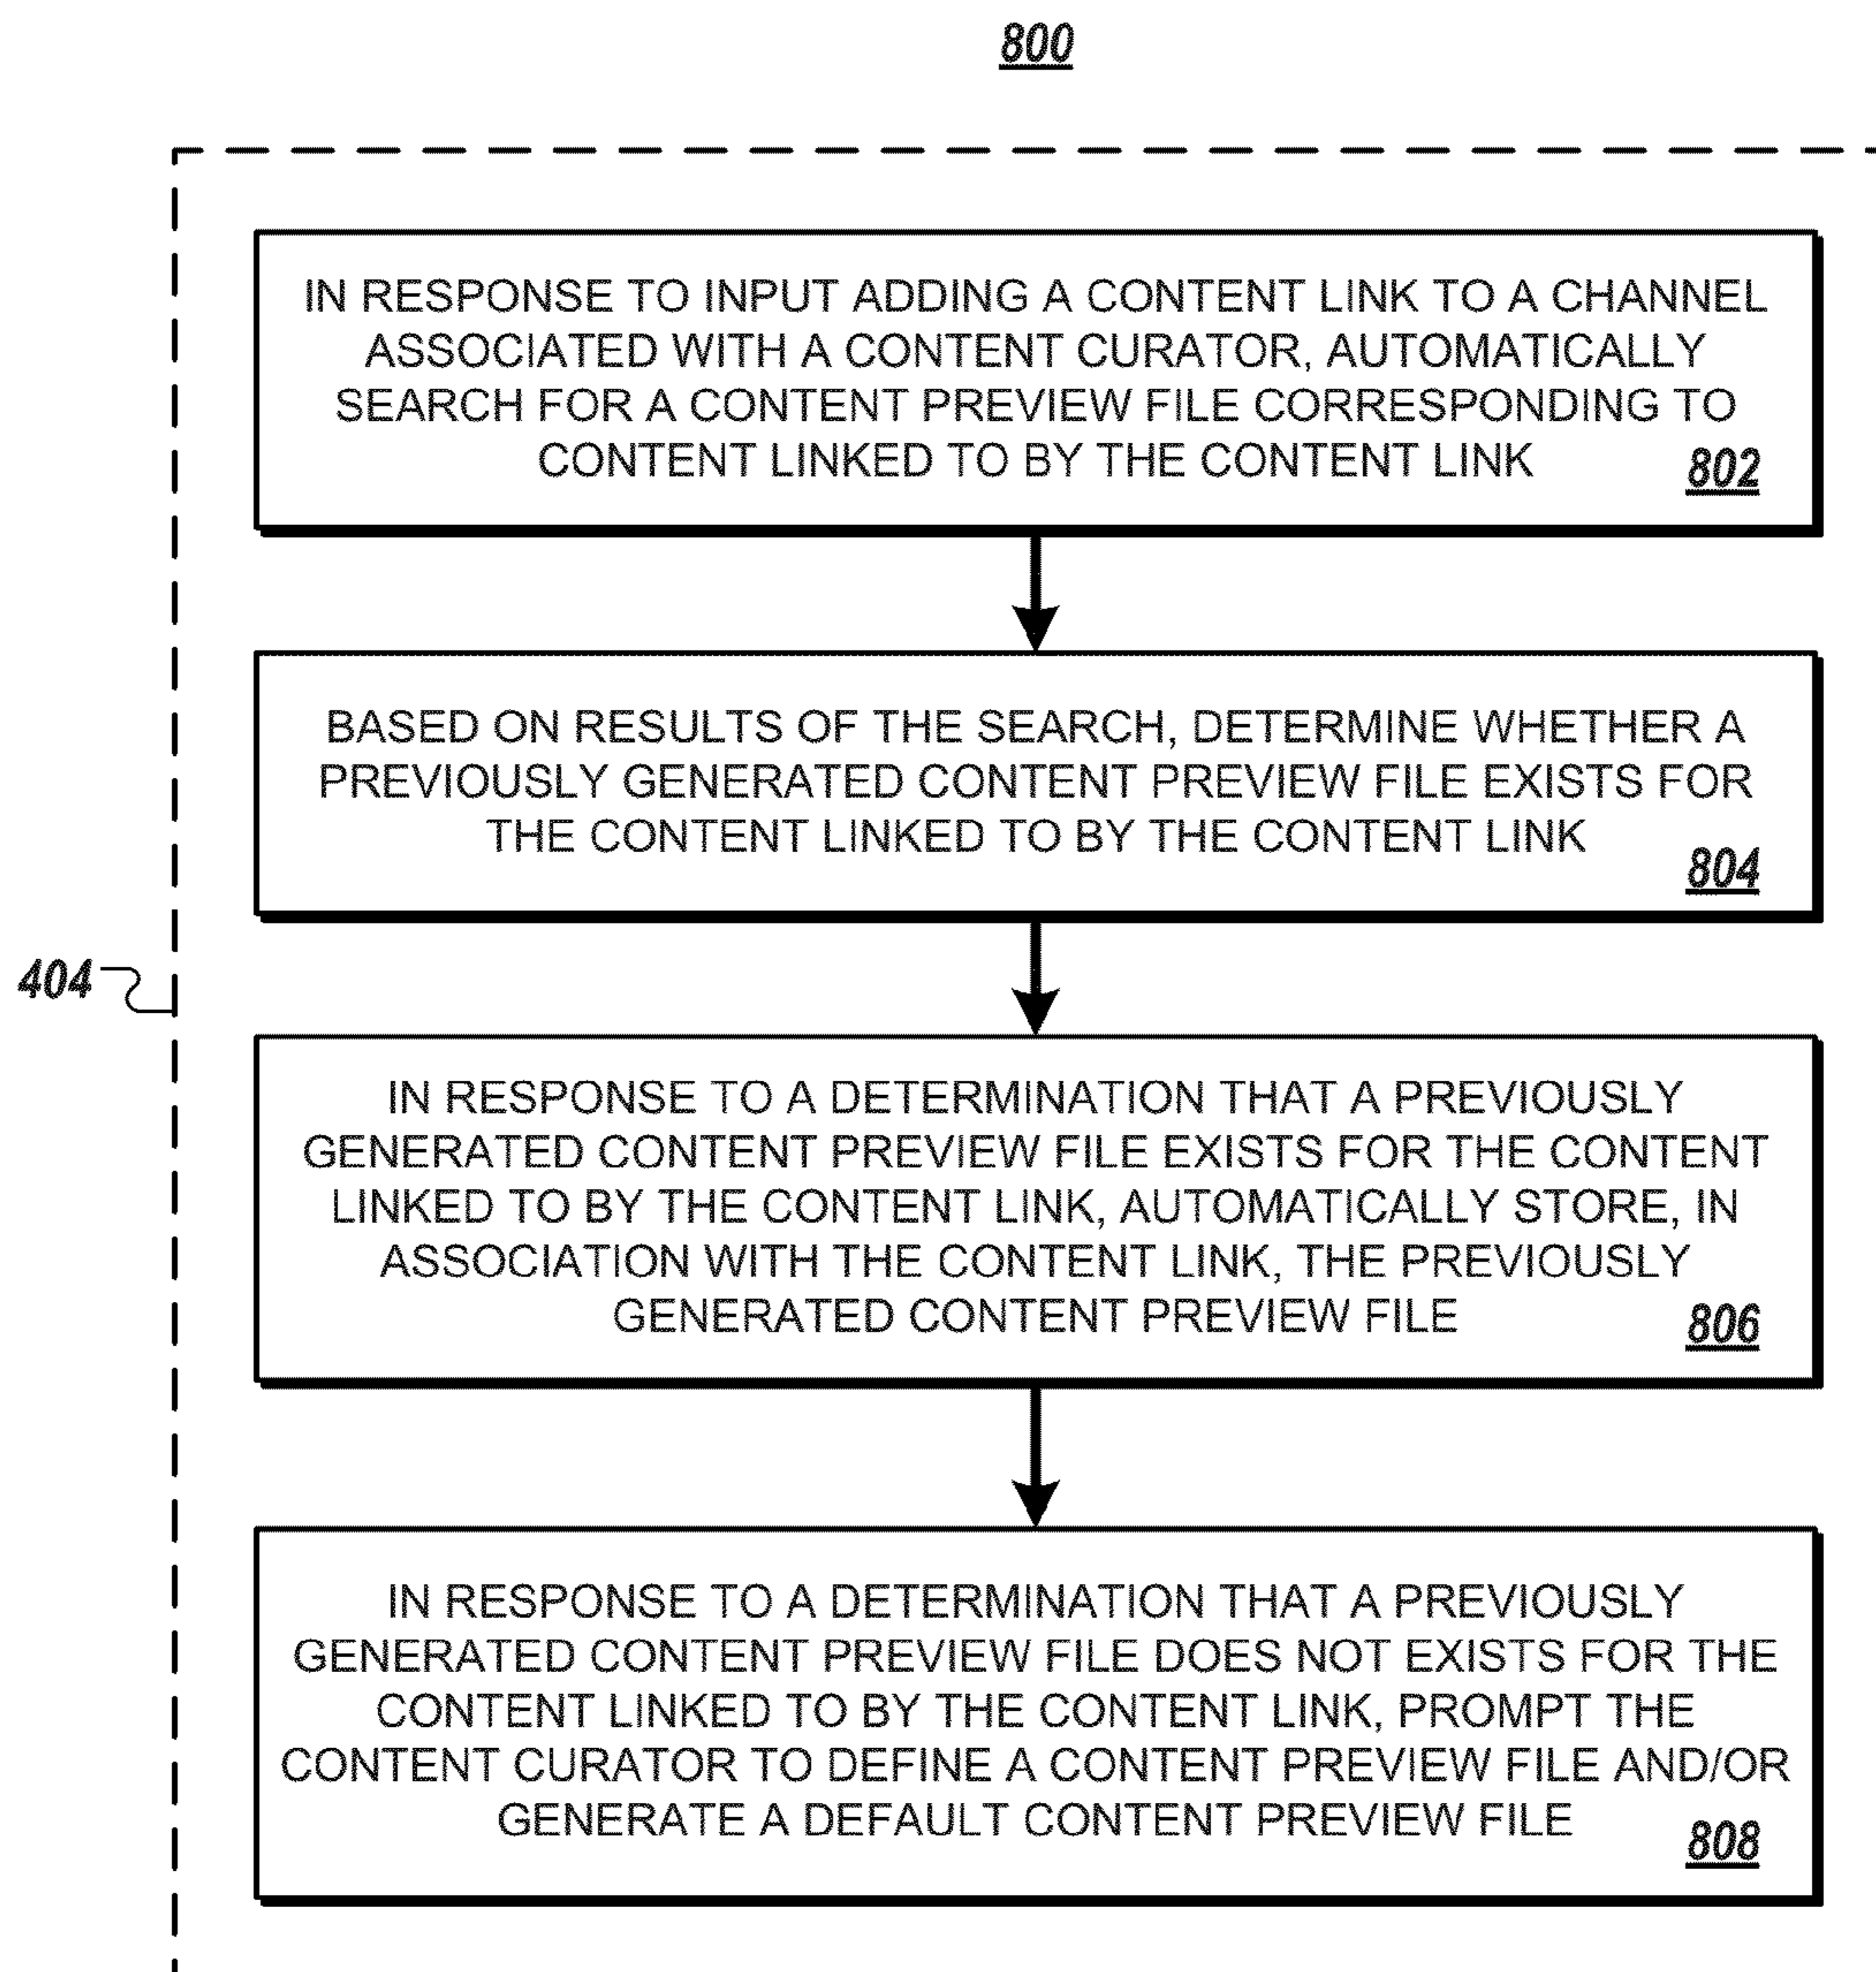 800
IN RESPONSE TO INPUT ADDING A CONTENT LINK TO A CHANNEL
ASSOCIATED WITH A CONTENT CURATOR, AUTOMATICALLY
SEARCH FOR A CONTENT PREVIEW FILE CORRESPONDING TO
CONTENT LINKED TO BY THE CONTENT LINK
802
BASED ON RESULTS OF THE SEARCH, DETERMINE WHETHER A
PREVIOUSLY GENERATED CONTENT PREVIEW FILE EXISTS FOR
THE CONTENT LINKED TO BY THE CONTENT LINK
804
404
IN RESPONSE TO A DETERMINATION THAT A PREVIOUSLY
GENERATED CONTENT PREVIEW FILE EXISTS FOR THE CONTENT
LINKED TO BY THE CONTENT LINK, AUTOMATICALLY STORE, IN
ASSOCIATION WITH THE CONTENT LINK, THE PREVIOUSLY
GENERATED CONTENT PREVIEW FILE
806
IN RESPONSE TO A DETERMINATION THAT A PREVIOUSLY
GENERATED CONTENT PREVIEW FILE DOES NOT EXISTS FOR THE
CONTENT LINKED TO BY THE CONTENT LINK, PROMPT THE
CONTENT CURATOR TO DEFINE A CONTENT PREVIEW FILE AND/OR
GENERATE A DEFAULT CONTENT PREVIEW FILE
808